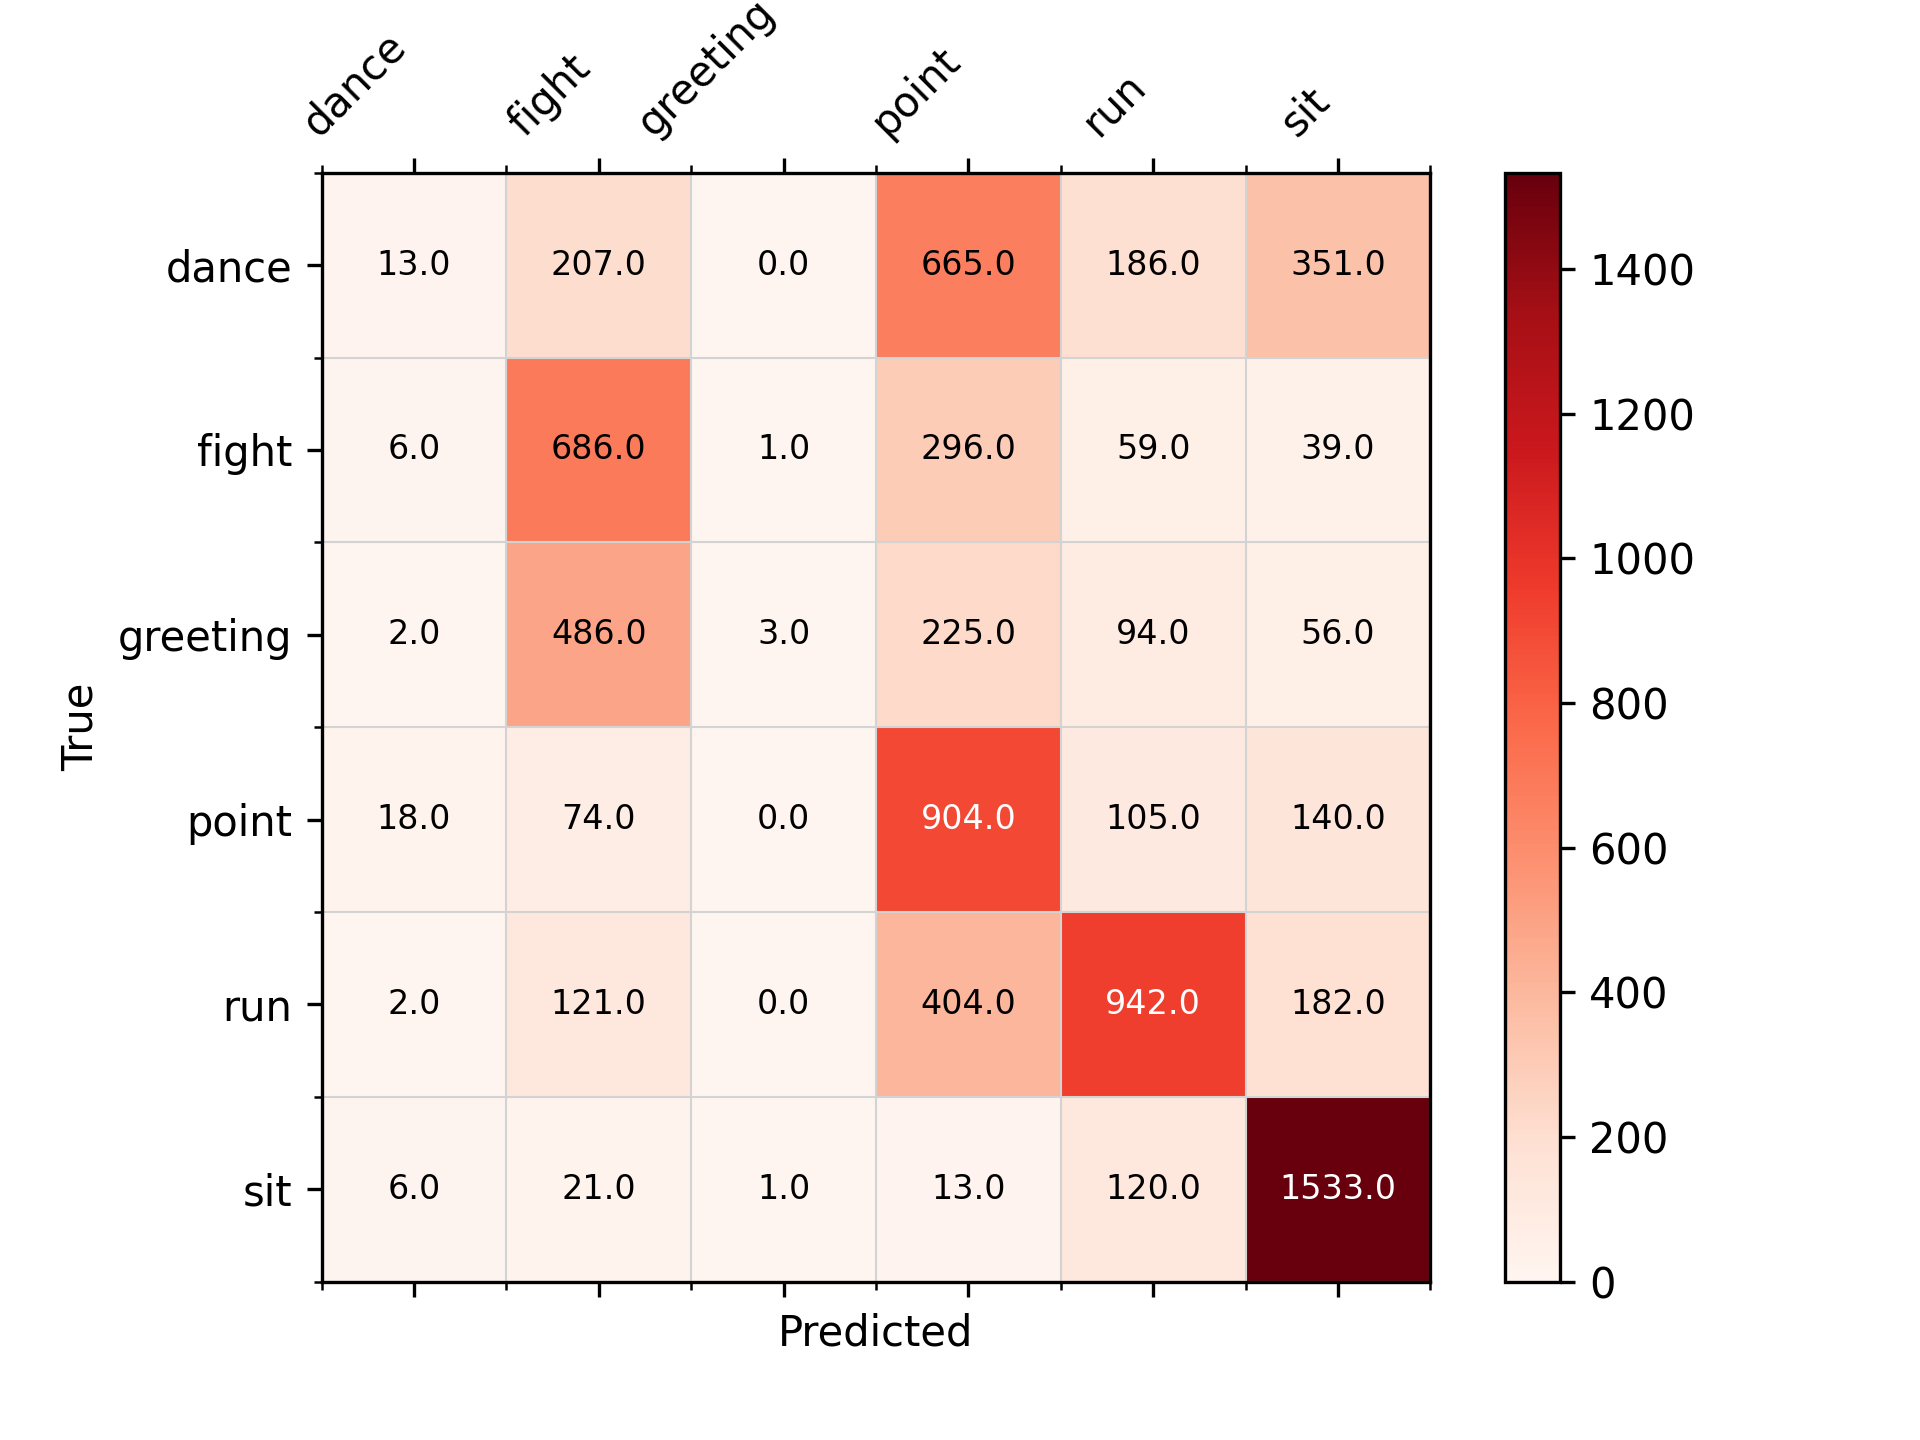 dance fight greeting point run sit
dance 13.0 207.0 0.0 665.0 186.0 351.0
fight 6.0 686.0 1.0 296.0 59.0 39.0
greeting 2.0 486.0 3.0 225.0 94.0 56.0
point 18.0 74.0 0.0 904.0 105.0 140.0
run 2.0 121.0 0.0 404.0 942.0 182.0
sit 6.0 21.0 1.0 13.0 120.0 1533.0
True
Predicted
1400
1200
1000
800
600
400
200
0